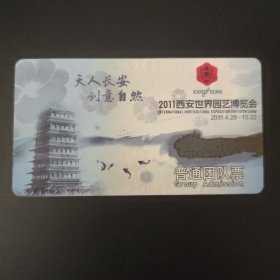 天人长安
创意自然
EXPO XI'AN
2011西安世界园艺博览会
INTERNATIONAL HORTICULTURAL EXPOSITION 2011 XI'AN CHINA
2011.4.28-10.22
普通团队票
Group Admission